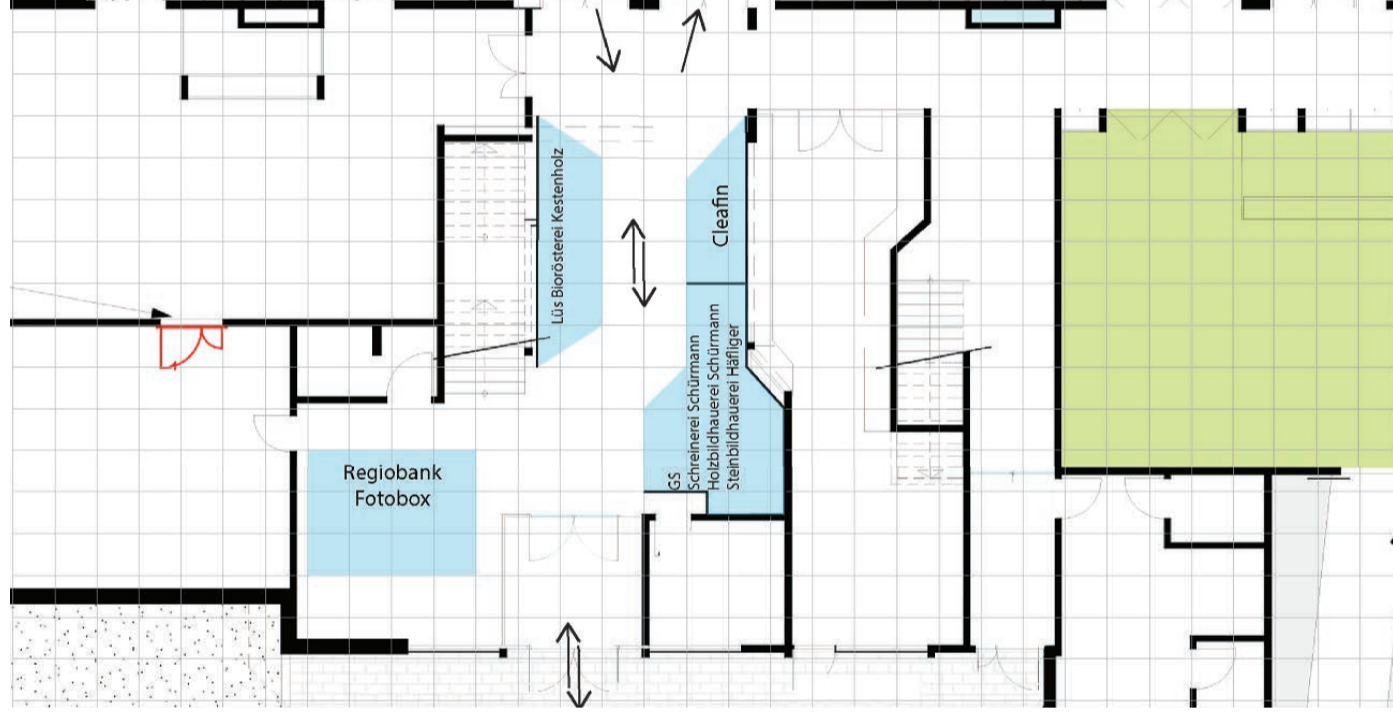 Lüs Biorösterei Kestenholz
Cleafin
GS
Schreinerei Schürmann
Holzbildhauerei Schürmann
Steinbildhauerei Häfliger
Regiobank
Fotobox